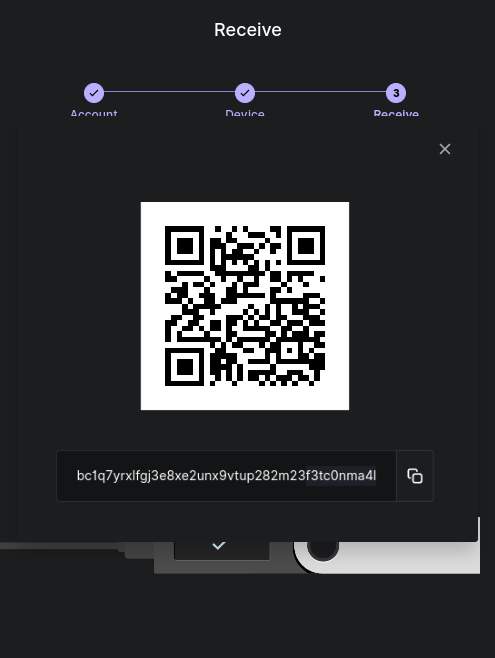 Receive
3
Account
Device
Receive
bc1q7yrxlfgj3e8xe2unx9vtup282m23f3tc0nma4l